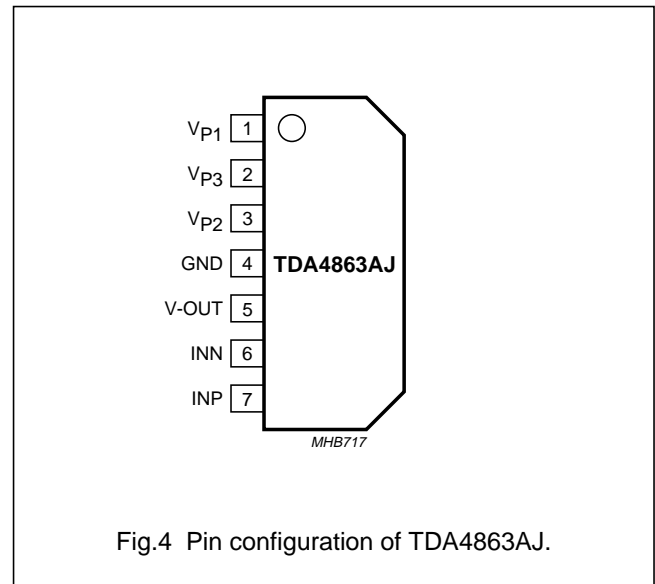 VP1 1
VP3 2
VP2 3
GND 4 TDA4863AJ
V-OUT 5
INN 6
INP 7
MHB717
Fig.4 Pin configuration of TDA4863AJ.